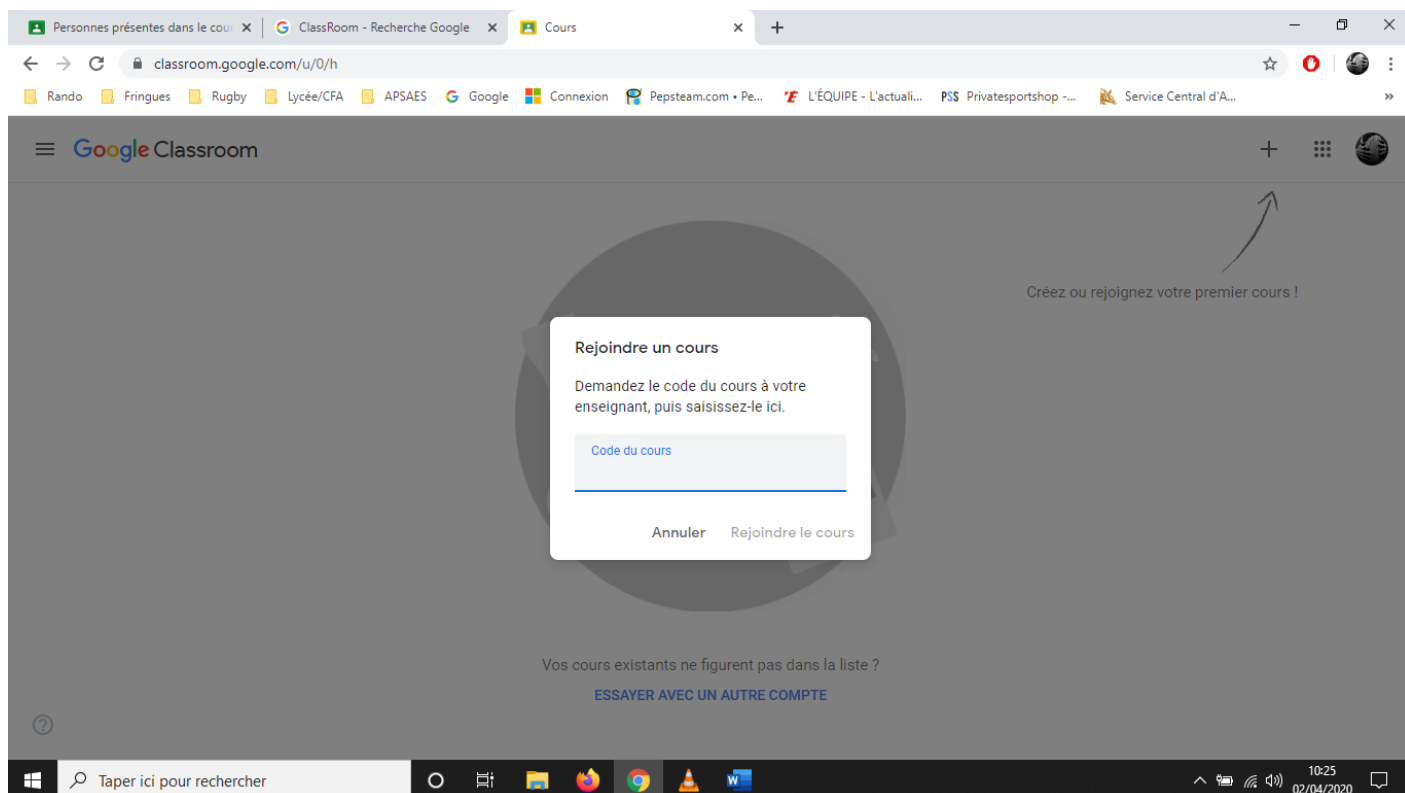 Personnes présentes dans le cou
ClassRoom - Recherche Google
Cours
classroom.google.com/u/0/h
Rando
Fringues
Rugby
Lycée/CFA
APSAES
Google
Connexion
Pepsteam.com • Pe...
L'ÉQUIPE - L'actuali...
PSS Privatesportshop -...
Service Central d'A...
Google Classroom
Créez ou rejoignez votre premier cours !
Rejoindre un cours
Demandez le code du cours à votre
enseignant, puis saisissez-le ici.
Code du cours
Annuler
Rejoindre le cours
Vos cours existants ne figurent pas dans la liste ?
ESSAYER AVEC UN AUTRE COMPTE
Taper ici pour rechercher
10:25
02/04/2020